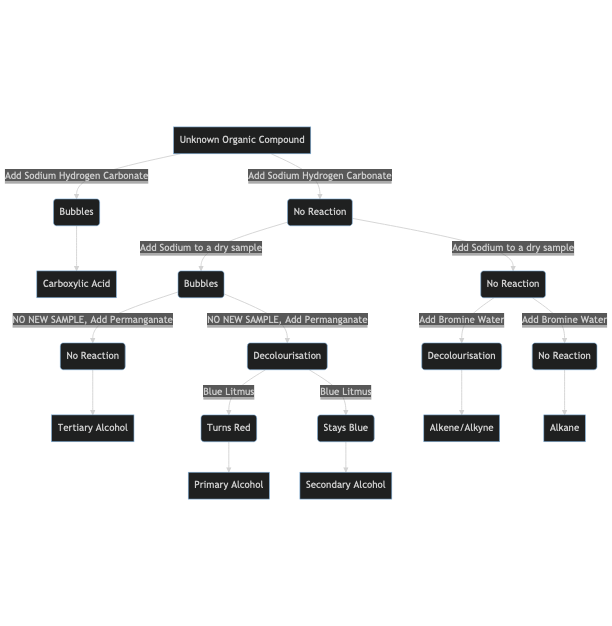 Unknown Organic Compound
Add Sodium Hydrogen Carbonate
Add Sodium Hydrogen Carbonate
Bubbles
No Reaction
Add Sodium to a dry sample
Add Sodium to a dry sample
Carboxylic Acid
Bubbles
No Reaction
NO NEW SAMPLE, Add Permanganate
NO NEW SAMPLE, Add Permanganate
Add Bromine Water
Add Bromine Water
No Reaction
Decolourisation
Decolourisation
No Reaction
Blue Litmus
Blue Litmus
Tertiary Alcohol
Turns Red
Stays Blue
Alkene/Alkyne
Alkane
Primary Alcohol
Secondary Alcohol